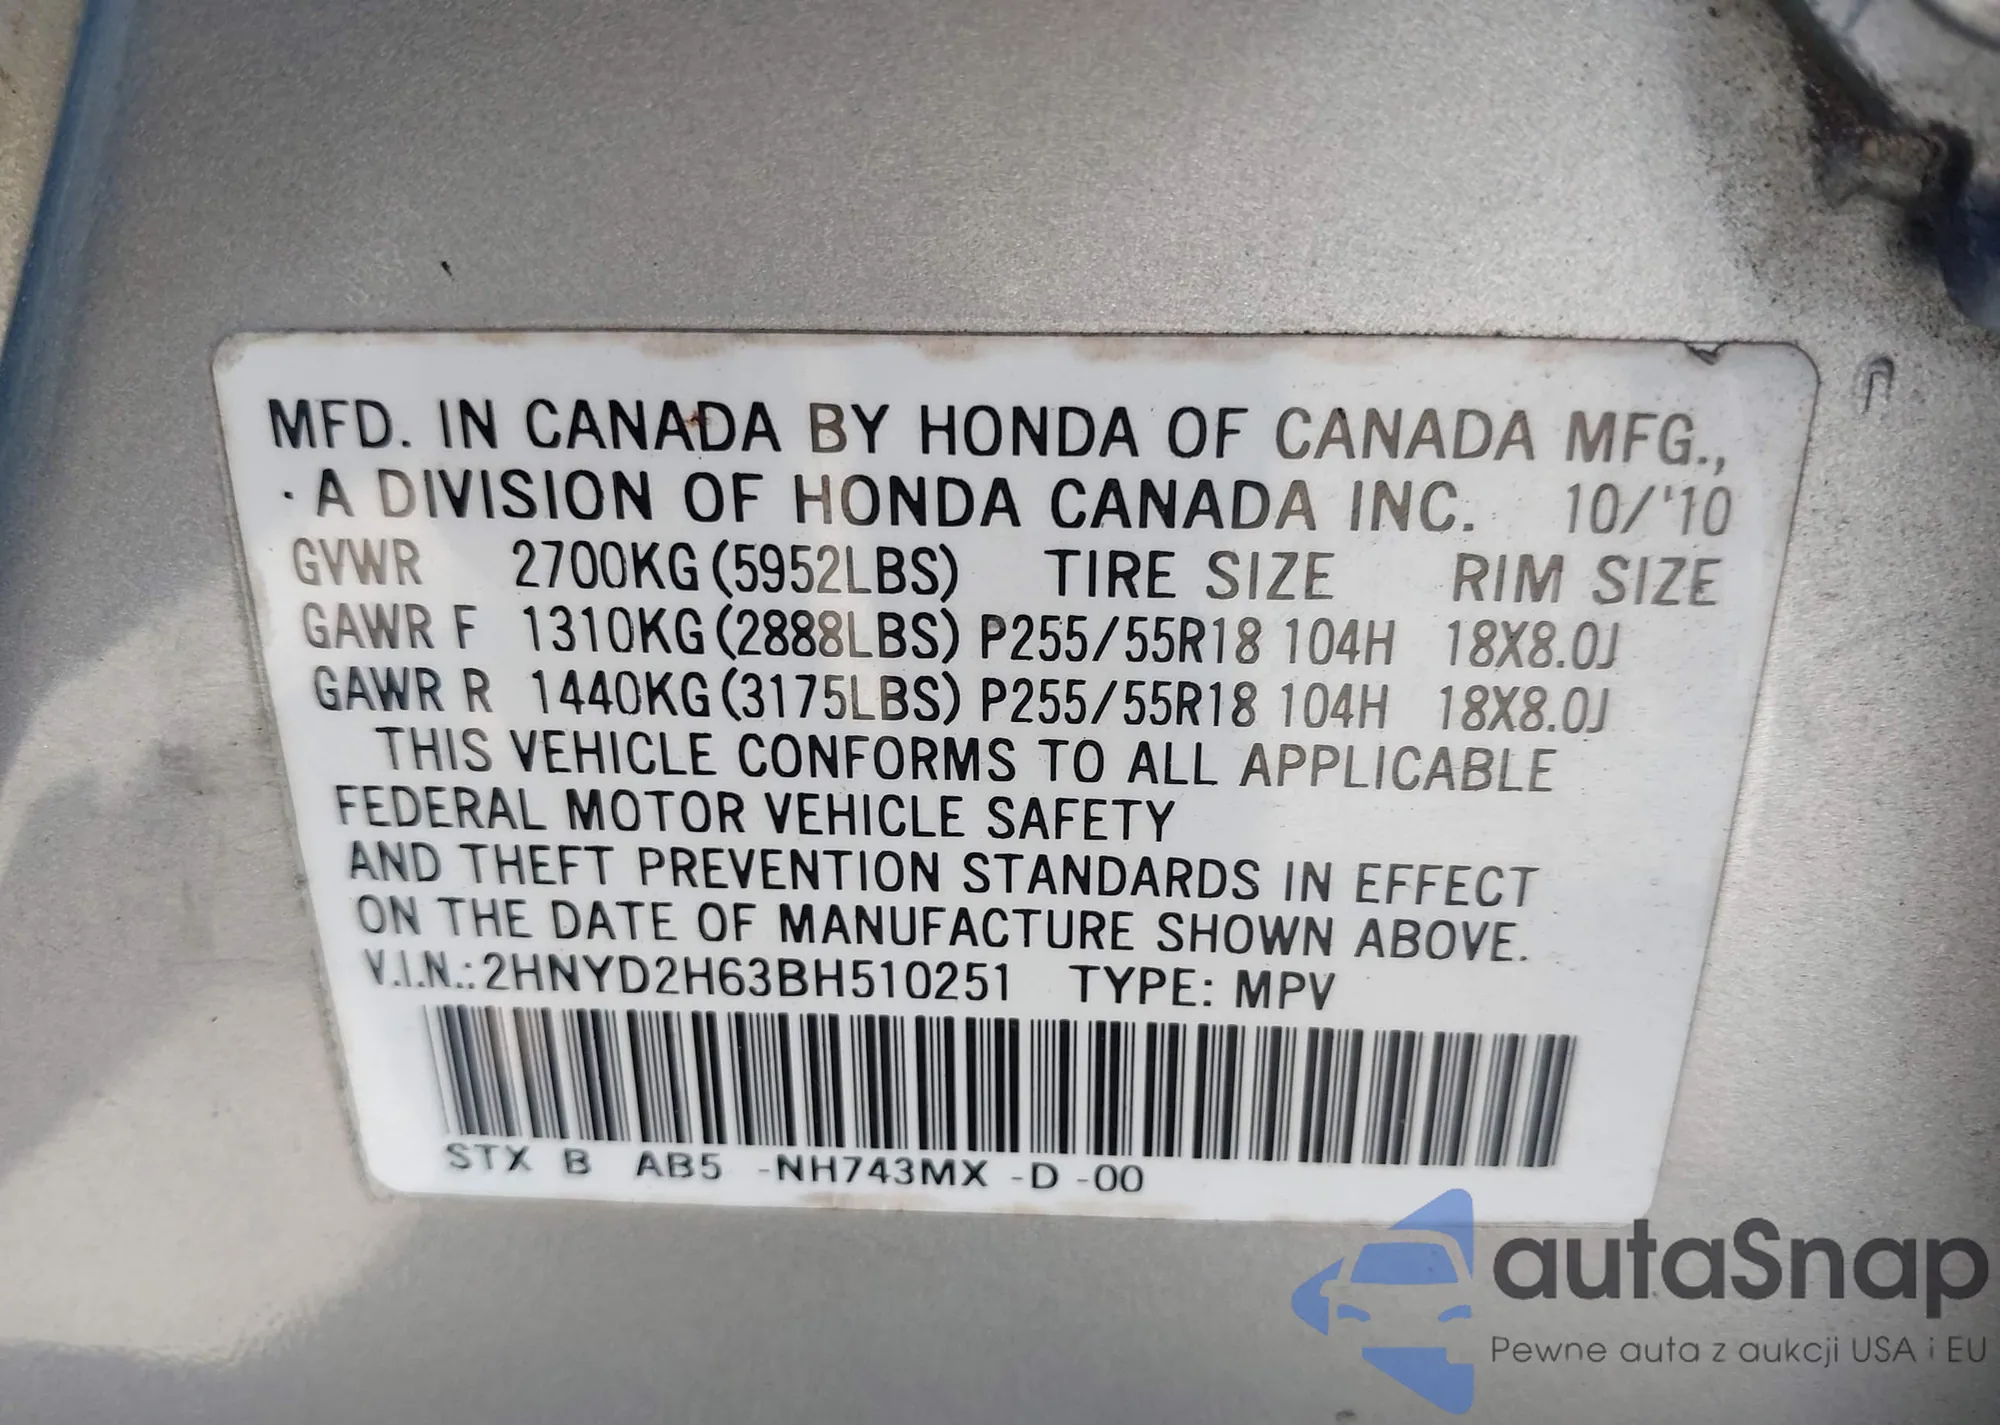 MFD. IN CANADA BY HONDA OF CANADA MFG.,
· A DIVISION OF HONDA CANADA INC. 10/'10
GVWR 2700KG (5952LBS) TIRE SIZE RIM SIZE
GAWR F 1310KG (2888LBS) P255/55R18 104H 18X8.0J
GAWR R 1440KG (3175LBS) P255/55R18 104H 18X8.0J
THIS VEHICLE CONFORMS TO ALL APPLICABLE
FEDERAL MOTOR VEHICLE SAFETY
AND THEFT PREVENTION STANDARDS IN EFFECT
ON THE DATE OF MANUFACTURE SHOWN ABOVE.
V.I.N.: 2HNYD2H63BH510251 TYPE: MPV
STX B AB5 -NH743MX -D -00
autaSnap
Pewne auta z aukcji USA i EU